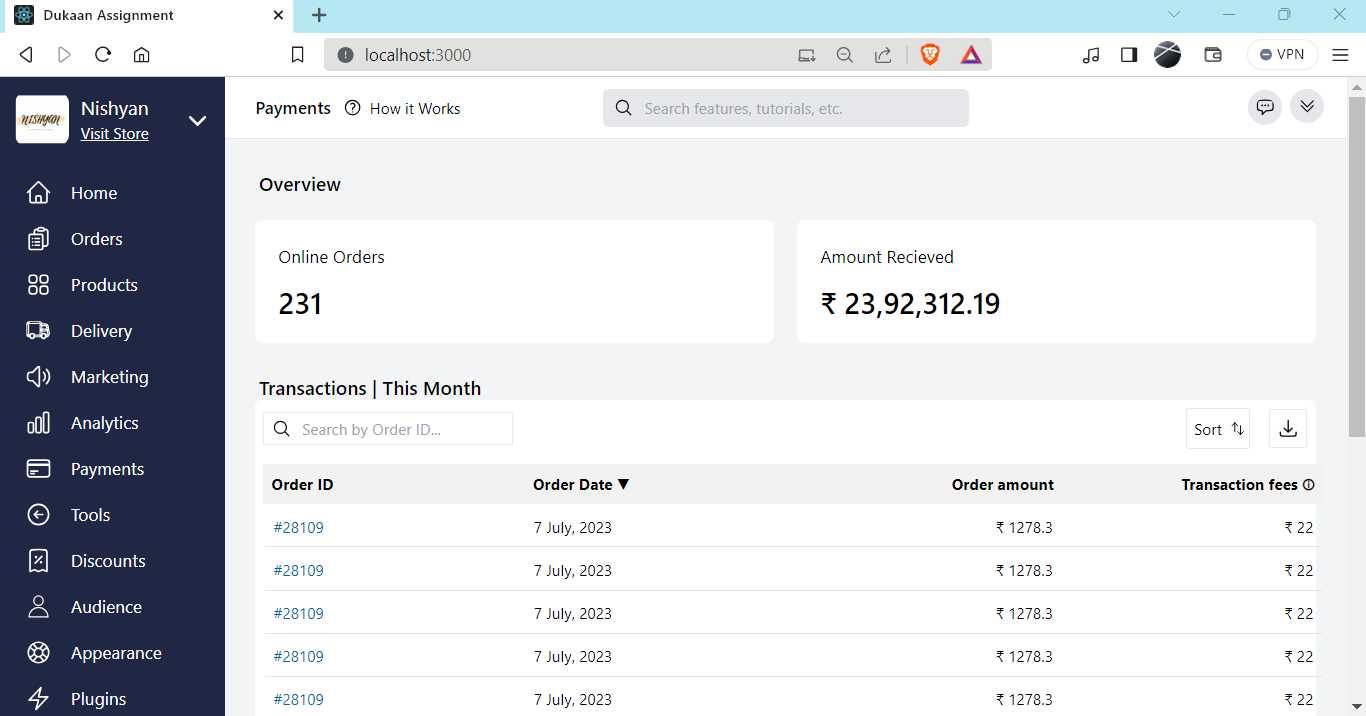 Dukaan Assignment
localhost:3000
VPN
NISHYAN
Nishyan
Visit Store
Payments How it Works
Search features, tutorials, etc.
Home
Orders
Products
Delivery
Marketing
Analytics
Payments
Tools
Discounts
Audience
Appearance
Plugins
Overview
Online Orders
231
Amount Recieved
₹ 23,92,312.19
Transactions | This Month
Search by Order ID...
Sort
Order ID Order Date ▼ Order amount Transaction fees
#28109 7 July, 2023 ₹ 1278.3 ₹ 22
#28109 7 July, 2023 ₹ 1278.3 ₹ 22
#28109 7 July, 2023 ₹ 1278.3 ₹ 22
#28109 7 July, 2023 ₹ 1278.3 ₹ 22
#28109 7 July, 2023 ₹ 1278.3 ₹ 22